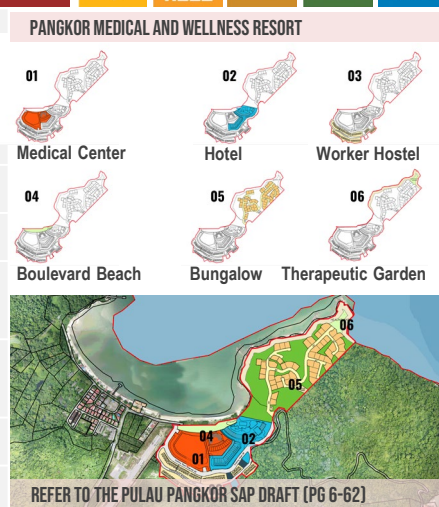 PANGKOR MEDICAL AND WELLNESS RESORT
01
02
03
Medical Center
Hotel
Worker Hostel
04
05
06
Boulevard Beach
Bungalow
Therapeutic Garden
06
05
04
02
01
REFER TO THE PULAU PANGKOR SAP DRAFT (PG 6-62)